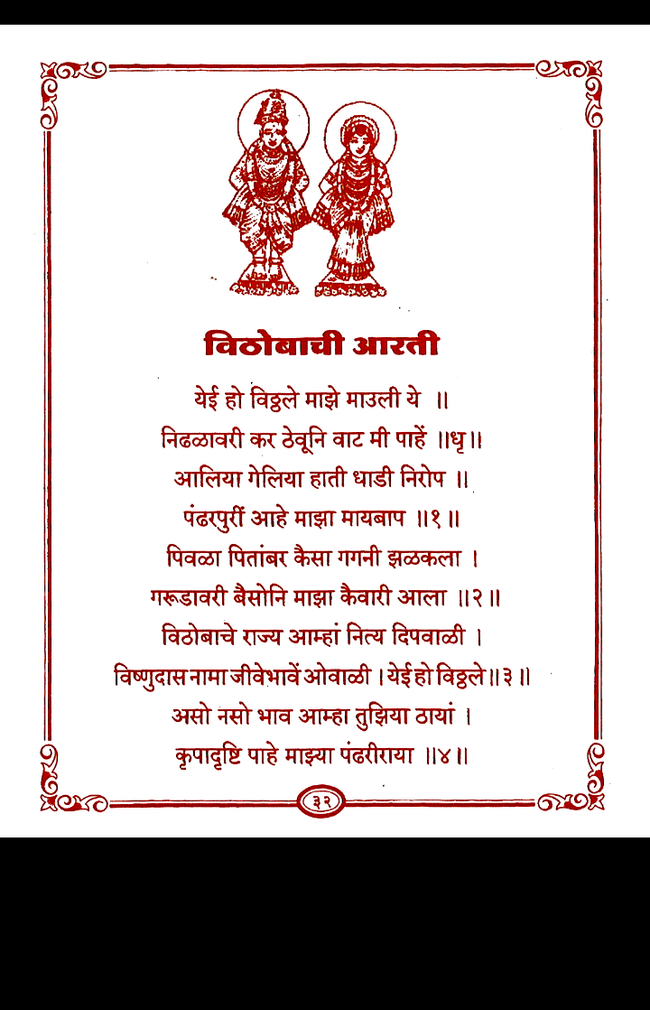 विठोबाची आरती
येई हो विठ्ठले माझे माउली ये ॥
निढळावरी कर ठेवूनि वाट मी पाहें ॥धृ॥
आलिया गेलिया हाती धाडी निरोप ॥
पंढरपुरीं आहे माझा मायबाप ॥१॥
पिवळा पितांबर कैसा गगनी झळकला ।
गरूडावरी बैसोनि माझा कैवारी आला ॥२॥
विठोबाचे राज्य आम्हां नित्य दिपवाळी ।
विष्णुदास नामा जीवेभावें ओवाळी । येई हो विठ्ठले॥३॥
असो नसो भाव आम्हा तुझिया ठायां ।
कृपादृष्टि पाहे माझ्या पंढरीराया ॥४॥
३२